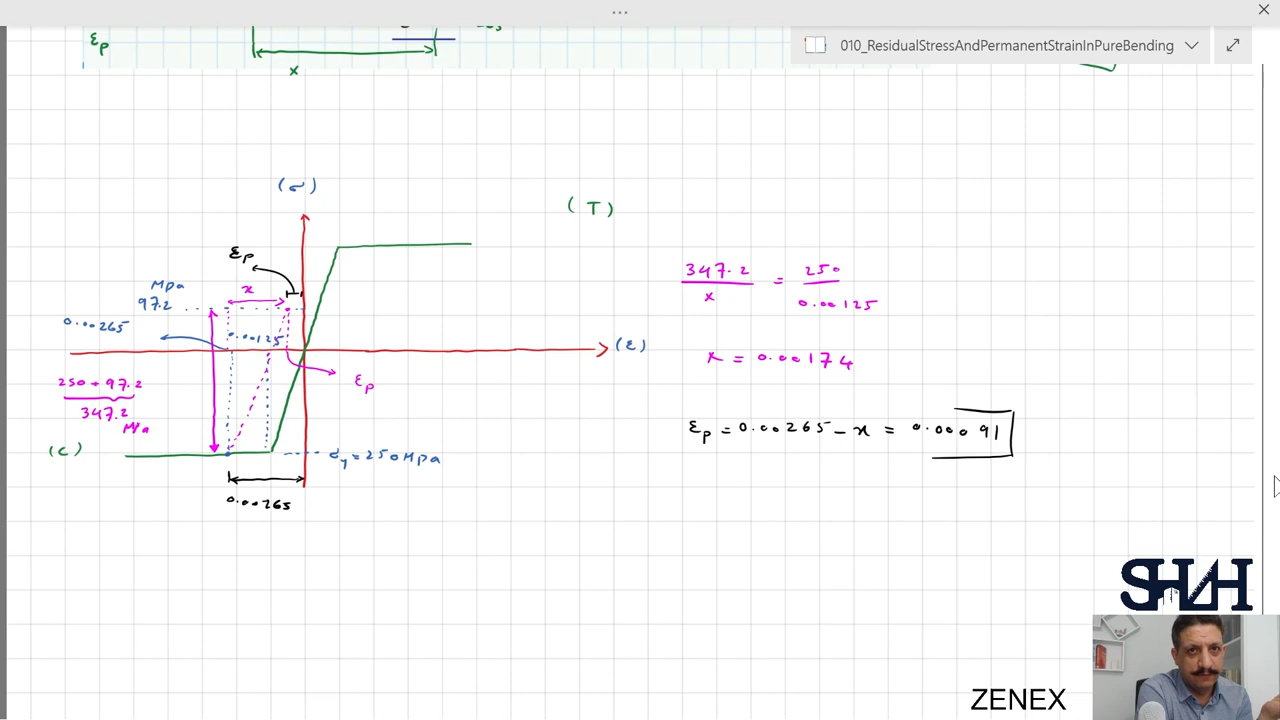 010_ResidualStressAndPermanentStrainInPureBending
εp
x
(σ)
(T)
εp
Mpa
97.2
x
0.00265
0.00125
(ε)
εp
250 + 97.2
347.2
Mpa
(C)
σy = 250 Mpa
0.00265
347.2 / x = 250 / 0.00125
x = 0.00174
εp = 0.00265 - x = 0.00091
SHLH
ZENEX